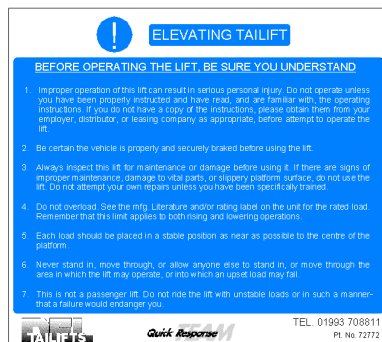 !
ELEVATING TAILIFT
BEFORE OPERATING THE LIFT, BE SURE YOU UNDERSTAND
1. Improper operation of this lift can result in serious personal injury. Do not operate unless
you have been properly instructed and have read, and are familiar with, the operating
instructions. If you do not have a copy of the instructions, please obtain them from your
employer, distributor, or leasing company as appropriate, before attempt to operate the
lift.
2. Be certain the vehicle is properly and securely braked before using the lift.
3. Always inspect this lift for maintenance or damage before using it. If there are signs of
improper maintenance, damage to vital parts, or slippery platform surface, do not use the
lift. Do not attempt your own repairs unless you have been specifically trained.
4. Do not overload. See the mfg. Literature and/or rating label on the unit for the rated load.
Remember that this limit applies to both rising and lowering operations.
5. Each load should be placed in a stable position as near as possible to the centre of the
platform
6. Never stand in, move through, or allow anyone else to stand in, or move through the
area in which the lift may operate, or into which an upset load may fall.
7. This is not a passenger lift. Do not ride the lift with unstable loads or in such a manner-
that a failure would endanger you.
TAILIFTS
Quick Response
TEAM
TEL. 01993 708811
Pt. No. 72772